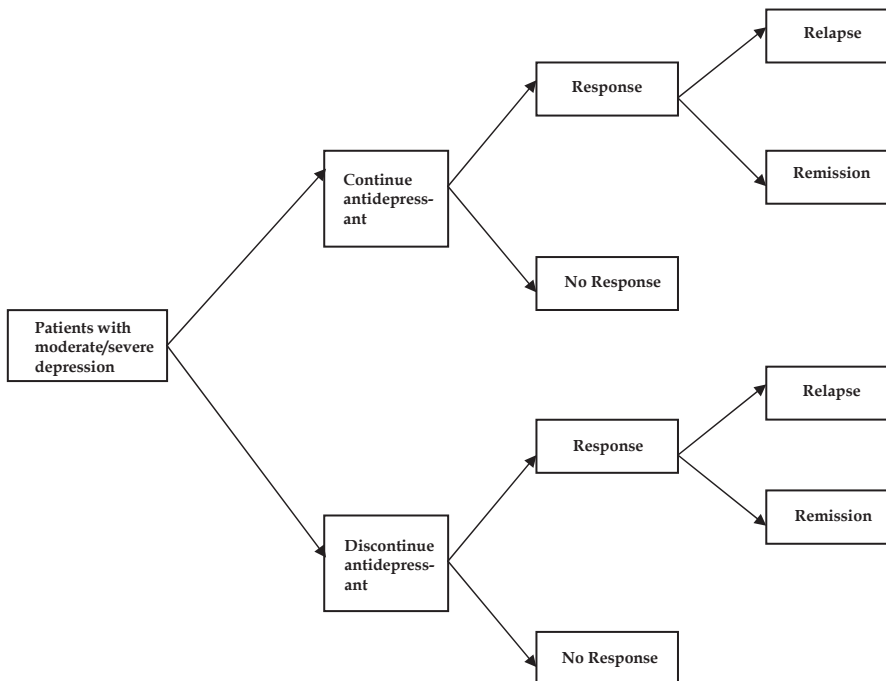 Patients with
moderate/severe
depression
Continue
antidepress-
ant
Response
Relapse
Remission
No Response
Discontinue
antidepress-
ant
Response
Relapse
Remission
No Response